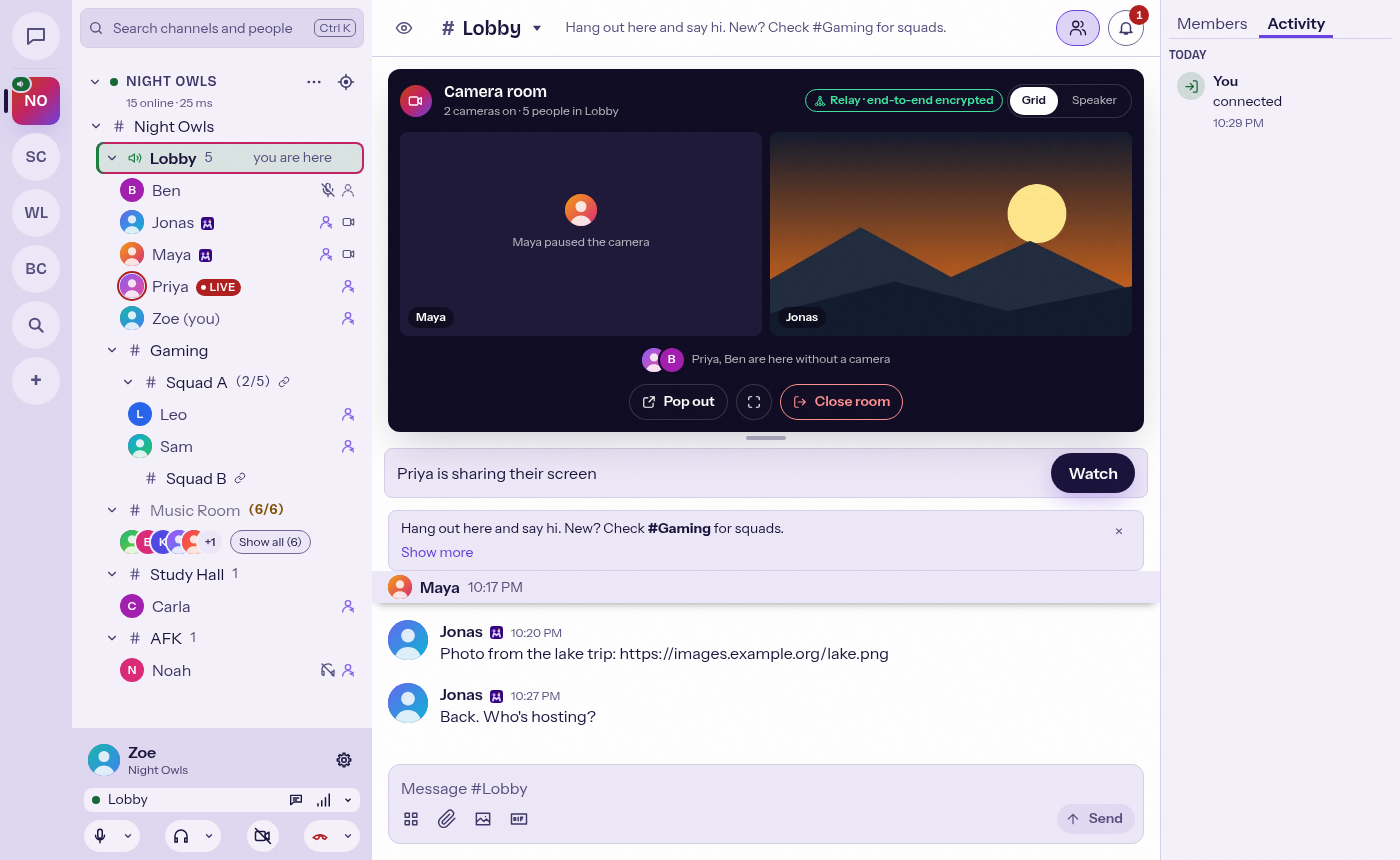 Search channels and people Ctrl K
NO
SC
WL
BC
NIGHT OWLS
15 online · 25 ms
# Night Owls
Lobby 5 you are here
B Ben
Jonas
Maya
Priya LIVE
Zoe (you)
# Gaming
# Squad A (2/5)
L Leo
Sam
# Squad B
# Music Room (6/6)
+1 Show all (6)
# Study Hall 1
C Carla
# AFK 1
N Noah
Zoe
Night Owls
Lobby
# Lobby
Hang out here and say hi. New? Check #Gaming for squads.
1
Camera room
2 cameras on · 5 people in Lobby
Relay · end-to-end encrypted
Grid Speaker
Maya paused the camera
Maya
Jonas
B Priya, Ben are here without a camera
Pop out
Close room
Priya is sharing their screen
Watch
Hang out here and say hi. New? Check #Gaming for squads.
Show more
×
Maya 10:17 PM
Jonas 10:20 PM
Photo from the lake trip: https://images.example.org/lake.png
Jonas 10:27 PM
Back. Who's hosting?
Message #Lobby
GIF
Send
Members Activity
TODAY
You
connected
10:29 PM